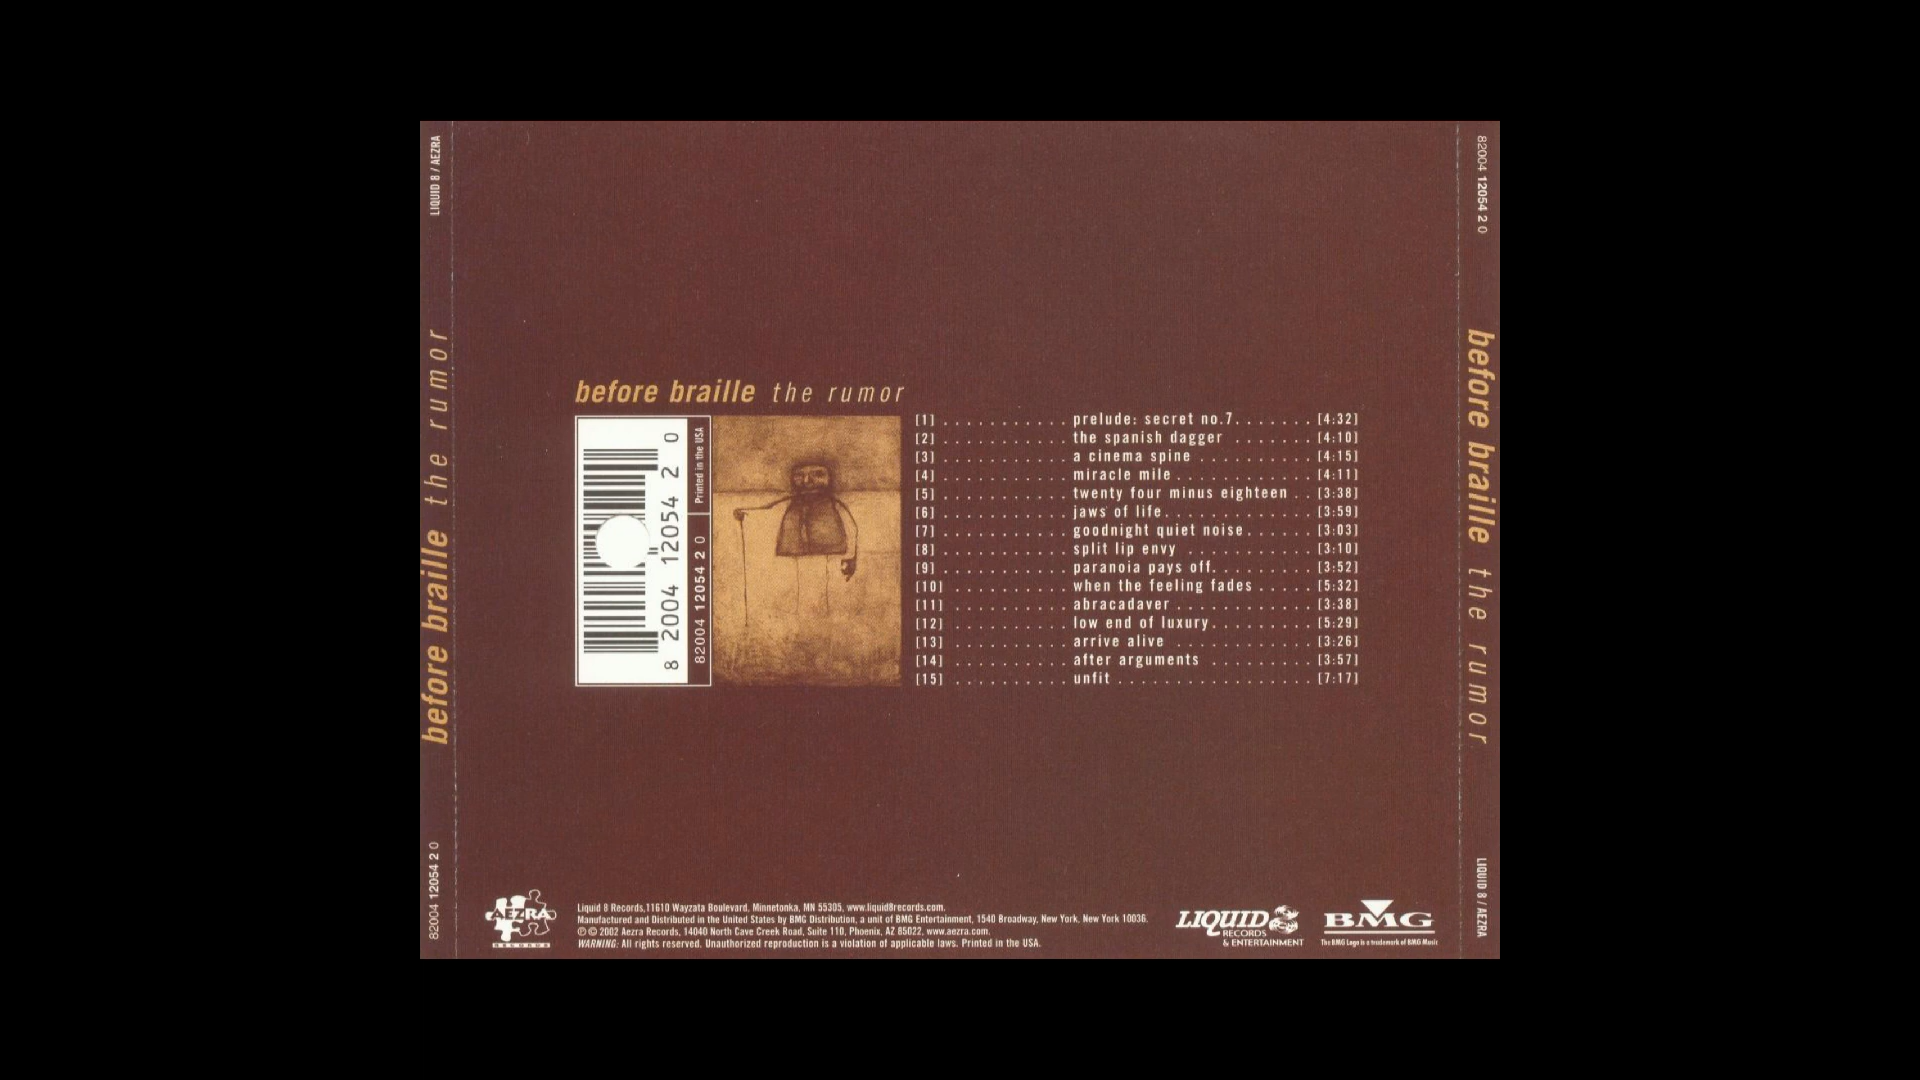 LIQUID 8 / AEZRA
before braille the rumor
82004 12054 2 0
before braille the rumor
8 2004 12054 2 0
Printed in the USA
82004 12054 2 0
[1] . . . . . . . . . . . prelude: secret no.7. . . . . . . [4:32]
[2] . . . . . . . . . . . the spanish dagger . . . . . . . [4:10]
[3] . . . . . . . . . . . a cinema spine . . . . . . . . . . [4:15]
[4] . . . . . . . . . . . miracle mile . . . . . . . . . . . . [4:11]
[5] . . . . . . . . . . . twenty four minus eighteen . . [3:38]
[6] . . . . . . . . . . . jaws of life. . . . . . . . . . . . . [3:59]
[7] . . . . . . . . . . . goodnight quiet noise. . . . . . [3:03]
[8] . . . . . . . . . . . split lip envy . . . . . . . . . . . [3:10]
[9] . . . . . . . . . . . paranoia pays off. . . . . . . . . [3:52]
[10] . . . . . . . . . . when the feeling fades . . . . . [5:32]
[11] . . . . . . . . . . abracadaver . . . . . . . . . . . . [3:38]
[12] . . . . . . . . . . low end of luxury. . . . . . . . . [5:29]
[13] . . . . . . . . . . arrive alive . . . . . . . . . . . . [3:26]
[14] . . . . . . . . . . after arguments . . . . . . . . . [3:57]
[15] . . . . . . . . . . unfit . . . . . . . . . . . . . . . . . [7:17]
AEZRA
RECORDS
Liquid 8 Records,11610 Wayzata Boulevard, Minnetonka, MN 55305, www.liquid8records.com.
Manufactured and Distributed in the United States by BMG Distribution, a unit of BMG Entertainment, 1540 Broadway, New York, New York 10036.
℗ © 2002 Aezra Records, 14040 North Cave Creek Road, Suite 110, Phoenix, AZ 85022, www.aezra.com.
WARNING: All rights reserved. Unauthorized reproduction is a violation of applicable laws. Printed in the USA.
LIQUID 8
RECORDS
& ENTERTAINMENT
BMG
The BMG Logo is a trademark of BMG Music
82004 12054 2 0
before braille the rumor
LIQUID 8 / AEZRA